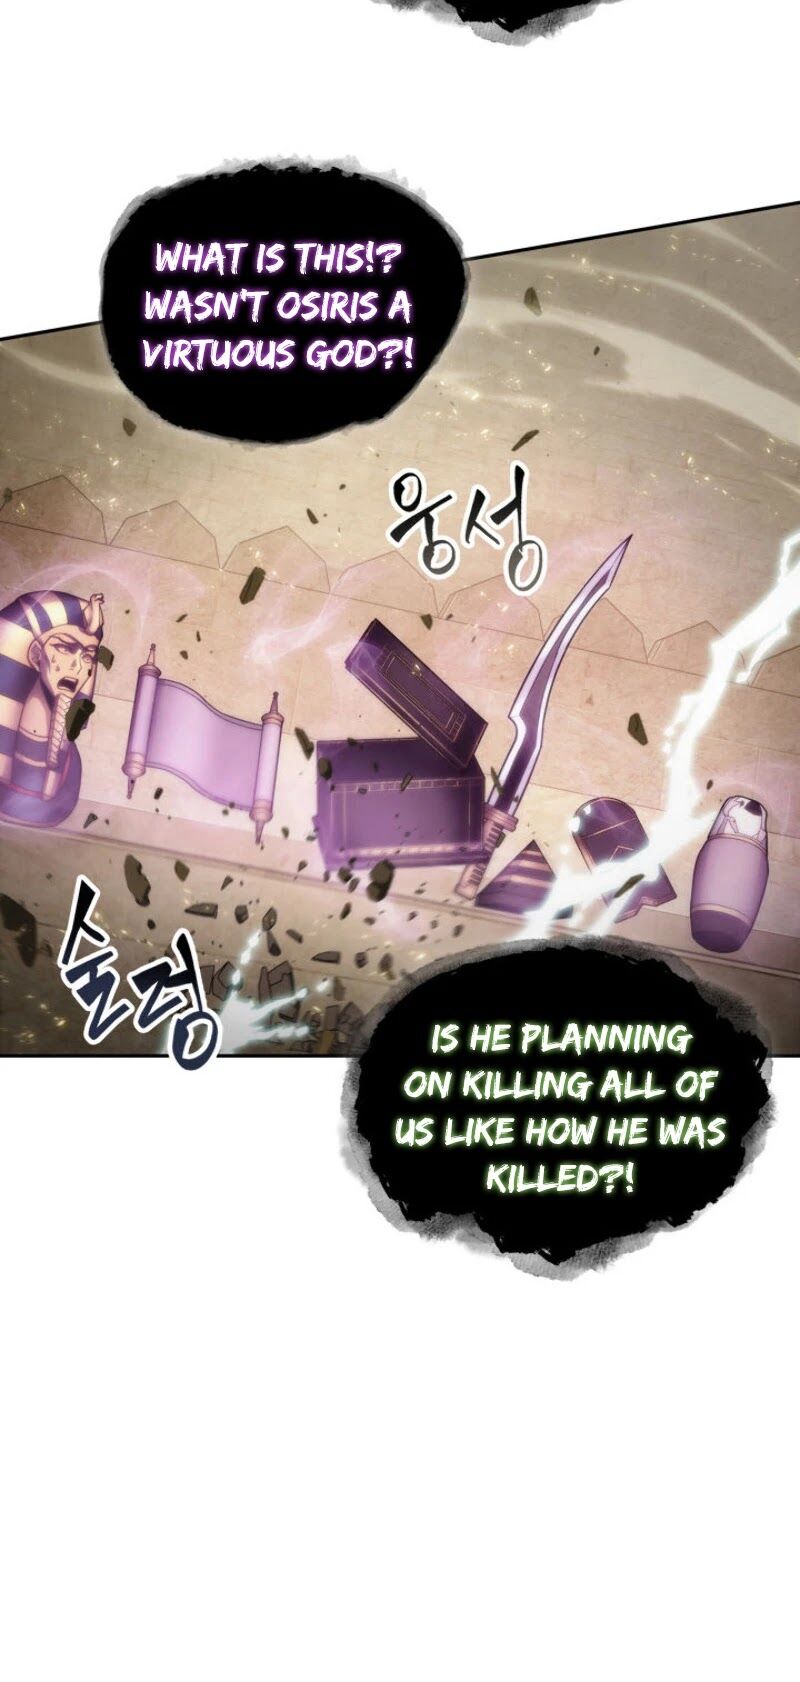 WHAT IS THIS!?
WASN'T OSIRIS A
VIRTUOUS GOD?!
웅성
술렁
IS HE PLANNING
ON KILLING ALL OF
US LIKE HOW HE WAS
KILLED?!